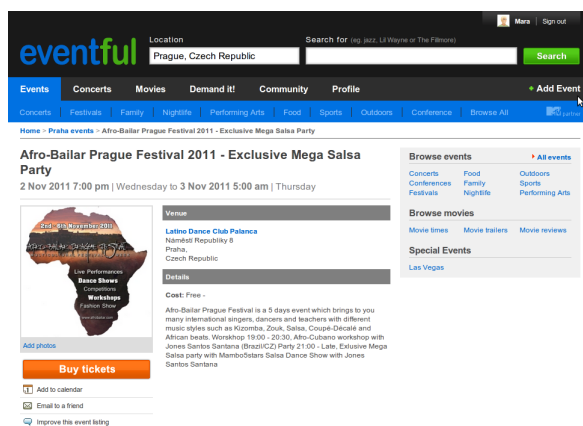 Mara | Sign out
eventful
Location
Search for (eg. jazz, Lil Wayne or The Fillmore)
Prague, Czech Republic
Search
Events Concerts Movies Demand it! Community Profile
+ Add Event
Concerts Festivals Family Nightlife Performing Arts Food Sports Outdoors Conference Browse All
partner
Home > Praha events > Afro-Bailar Prague Festival 2011 - Exclusive Mega Salsa Party
Afro-Bailar Prague Festival 2011 - Exclusive Mega Salsa
Party
2 Nov 2011 7:00 pm | Wednesday to 3 Nov 2011 5:00 am | Thursday
2nd - 6th November 2011
Live Performances
Dance Shows
Competitions
Workshops
Fashion Show
Add photos
Buy tickets
Add to calendar
Email to a friend
Improve this event listing
Venue
Latino Dance Club Palanca
Náměstí Republiky 8
Praha,
Czech Republic
Details
Cost: Free -
Afro-Bailar Prague Festival is a 5 days event which brings to you
many international singers, dancers and teachers with different
music styles such as Kizomba, Zouk, Salsa, Coupé-Décalé and
African beats. Worskhop 19:00 - 20:30, Afro-Cubano workshop with
Jones Santos Santana (Brazil/CZ) Party 21:00 - Late, Exlusive Mega
Salsa party with Mambo5stars Salsa Dance Show with Jones
Santos Santana
Browse events
All events
Concerts Food Outdoors
Conferences Family Sports
Festivals Nightlife Performing Arts
Browse movies
Movie times Movie trailers Movie reviews
Special Events
Las Vegas